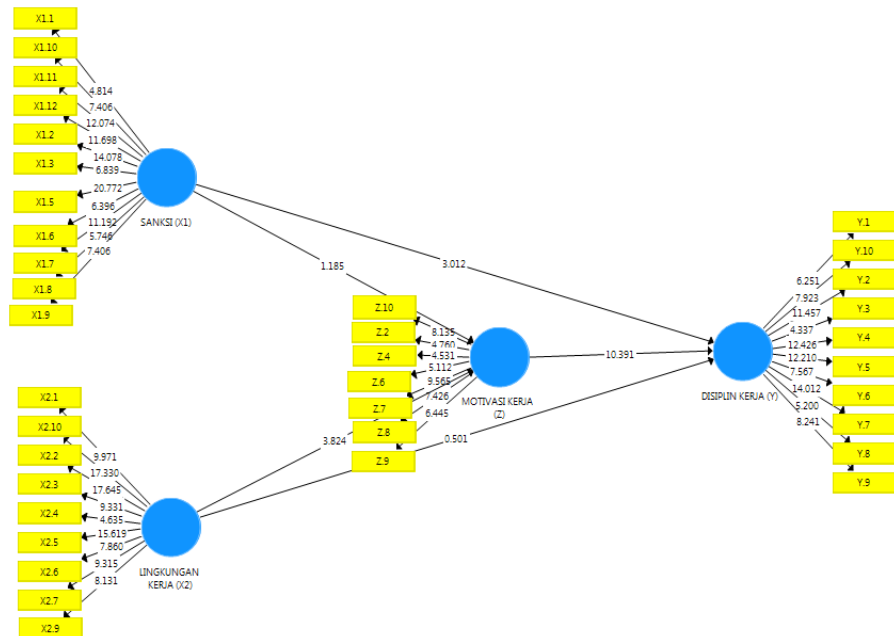 X1.1
X1.10
X1.11
X1.12
X1.2
X1.3
X1.5
X1.6
X1.7
X1.8
X1.9
4.814
7.406
12.074
11.698
14.078
6.839
20.772
6.396
11.192
5.746
7.406
SANKSI (X1)
1.185
3.012
Z.10
Z.2
Z.4
Z.6
Z.7
Z.8
Z.9
8.135
4.760
4.531
5.112
9.565
7.426
6.445
MOTIVASI KERJA
(Z)
10.391
3.824
0.501
X2.1
X2.10
X2.2
X2.3
X2.4
X2.5
X2.6
X2.7
X2.9
9.971
17.330
17.645
9.331
4.635
15.619
7.860
9.315
8.131
LINGKUNGAN
KERJA (X2)
DISIPLIN KERJA (Y)
6.251
7.923
11.457
4.337
12.426
12.210
7.567
14.012
5.200
8.241
Y.1
Y.10
Y.2
Y.3
Y.4
Y.5
Y.6
Y.7
Y.8
Y.9